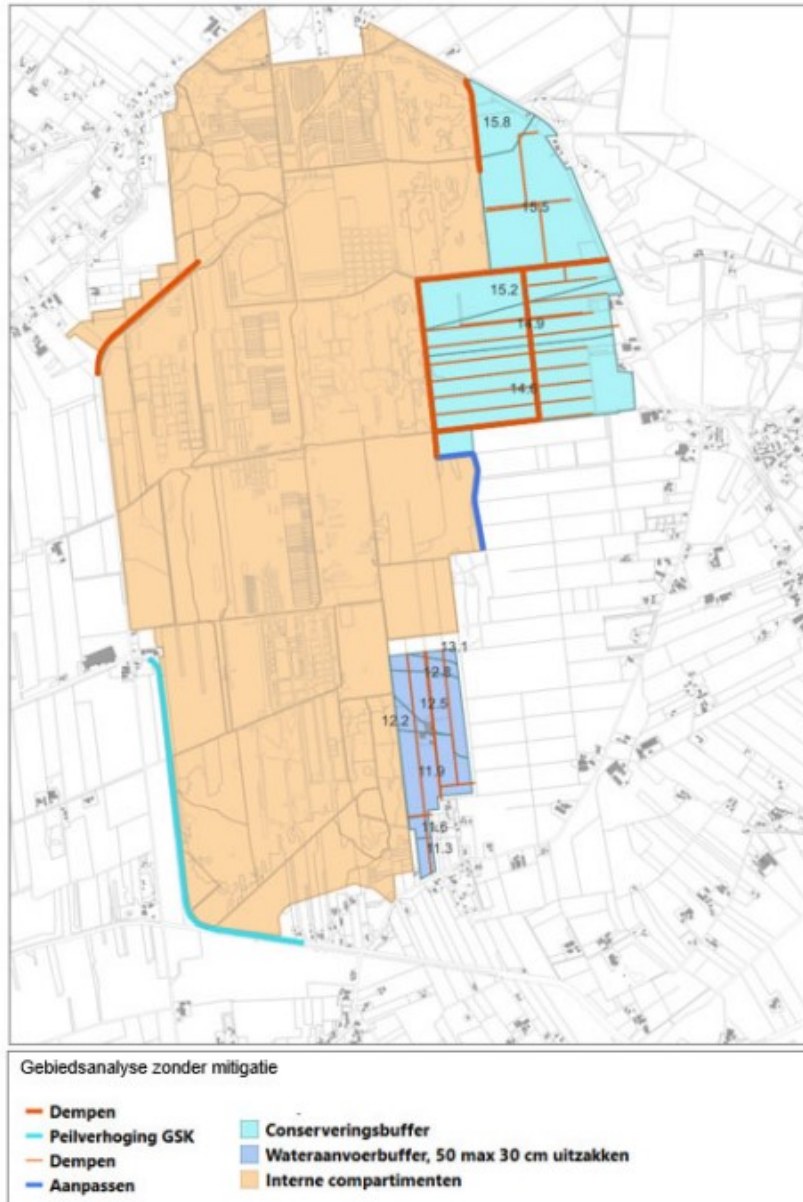 15.8
15.5
15.2
14.9
14.6
13.1
12.8
12.5
12.2
11.9
11.6
11.3
Gebiedsanalyse zonder mitigatie
Dempen
Peilverhoging GSK
Dempen
Aanpassen
Conserveringsbuffer
Wateraanvoerbuffer, 50 max 30 cm uitzakken
Interne compartimenten